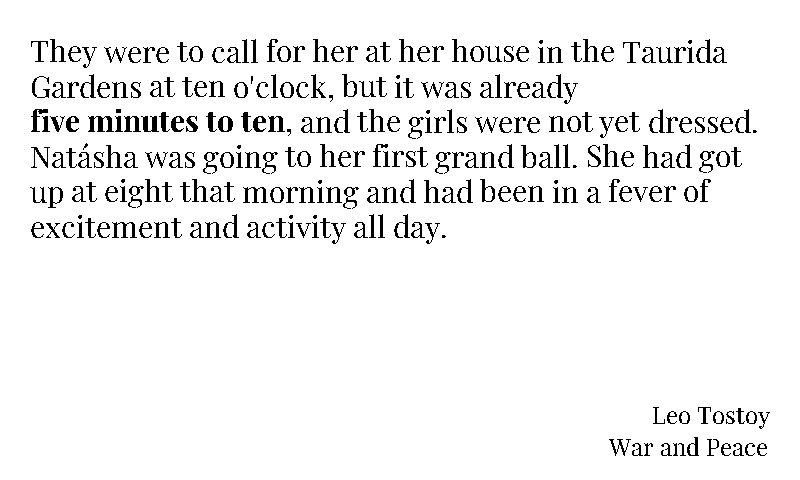 They were to call for her at her house in the Taurida
Gardens at ten o'clock, but it was already
five minutes to ten, and the girls were not yet dressed.
Natásha was going to her first grand ball. She had got
up at eight that morning and had been in a fever of
excitement and activity all day.
Leo Tostoy
War and Peace